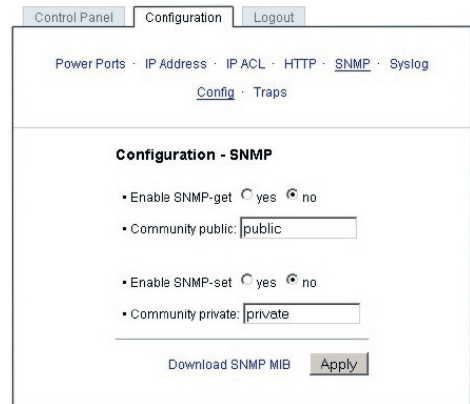 Control Panel Configuration Logout
Power Ports · IP Address · IP ACL · HTTP · SNMP · Syslog
Config · Traps
Configuration - SNMP
▪ Enable SNMP-get yes no
▪ Community public: public
▪ Enable SNMP-set yes no
▪ Community private: private
Download SNMP MIB Apply